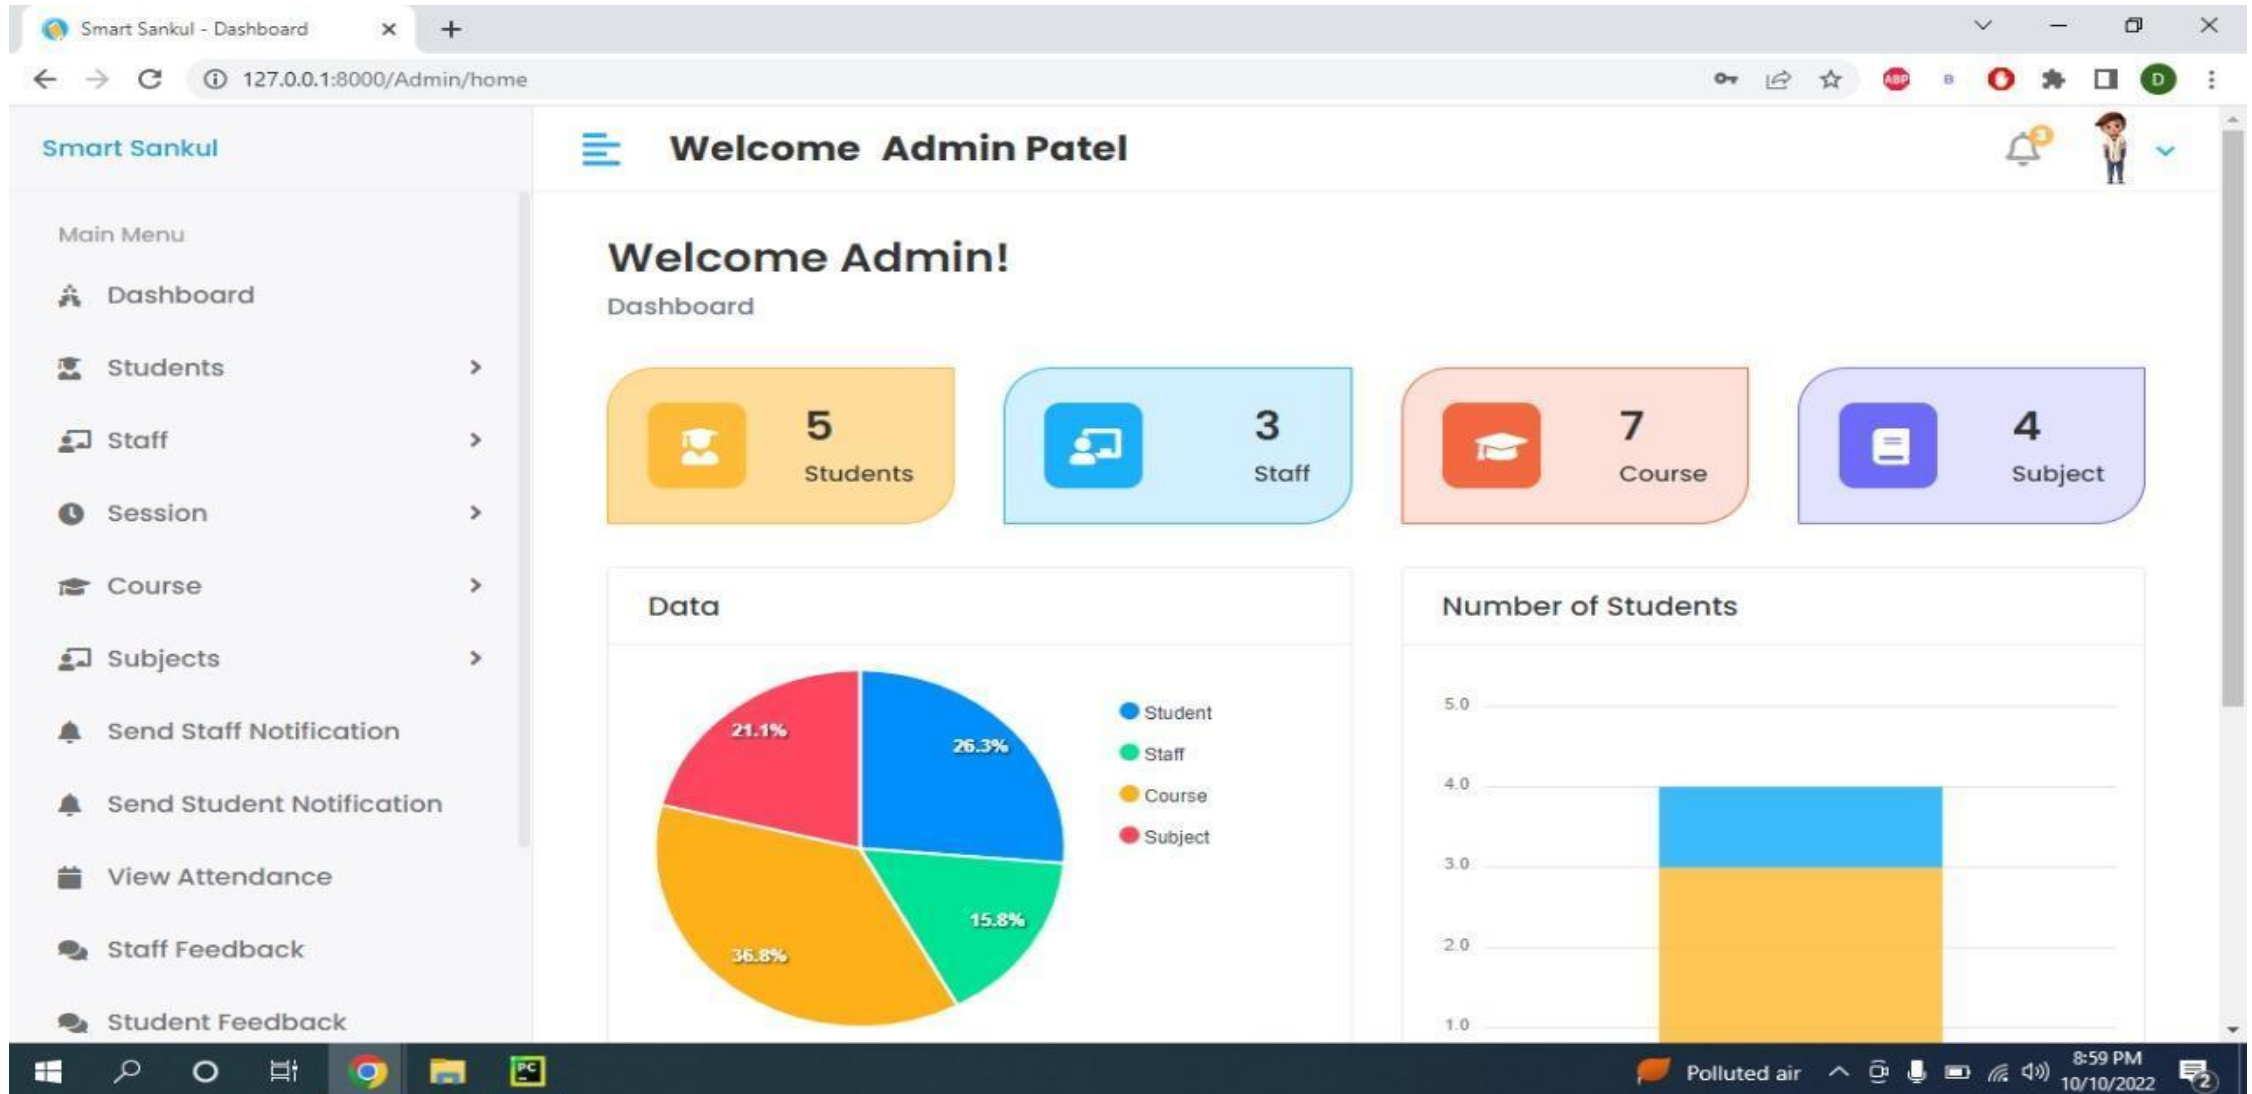 Smart Sankul - Dashboard
127.0.0.1:8000/Admin/home
ABP
B
D
Smart Sankul
Welcome Admin Patel
3
Main Menu
Dashboard
Students
Staff
Session
Course
Subjects
Send Staff Notification
Send Student Notification
View Attendance
Staff Feedback
Student Feedback
Welcome Admin!
Dashboard
5
Students
3
Staff
7
Course
4
Subject
Data
21.1%
26.3%
15.8%
36.8%
Student
Staff
Course
Subject
Number of Students
5.0
4.0
3.0
2.0
1.0
PC
Polluted air
8:59 PM
10/10/2022
2